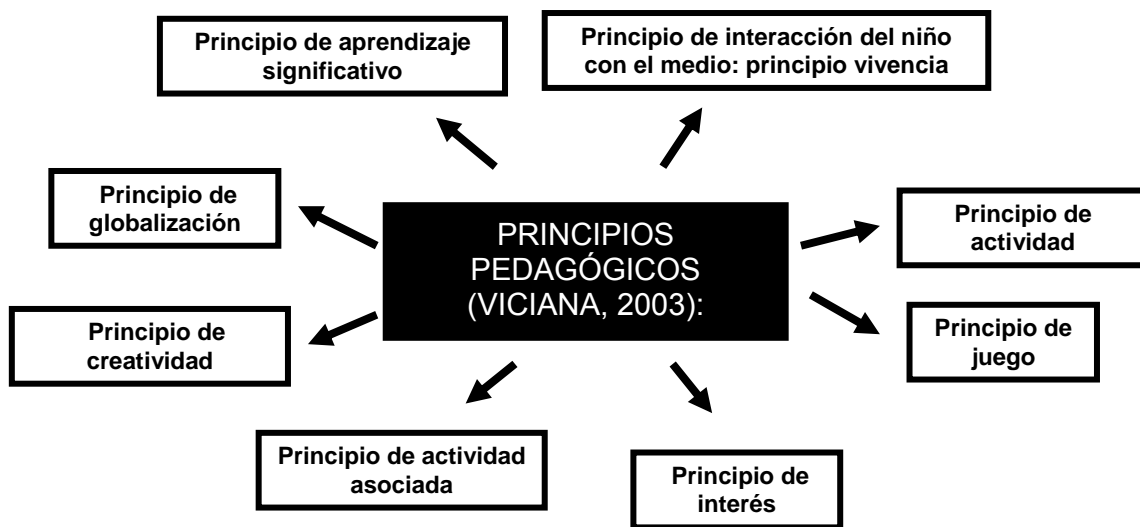 Principio de aprendizaje
significativo
Principio de interacción del niño
con el medio: principio vivencia
Principio de
globalización
PRINCIPIOS
PEDAGÓGICOS
(VICIANA, 2003):
Principio de
actividad
Principio de
creatividad
Principio de
juego
Principio de actividad
asociada
Principio de
interés